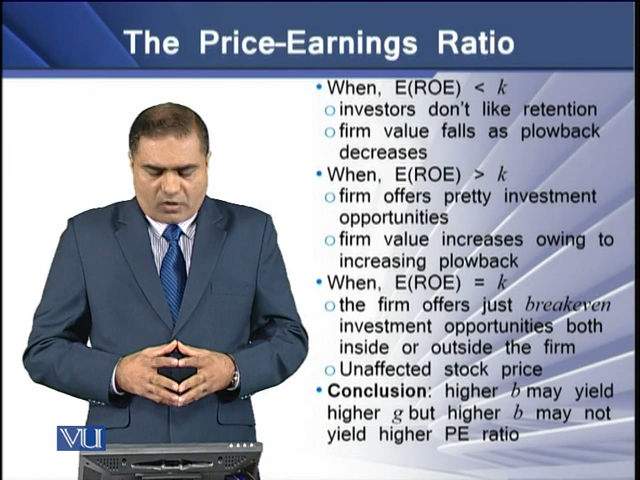 The Price-Earnings Ratio
• When, E(ROE) < k
o investors don't like retention
o firm value falls as plowback
decreases
• When, E(ROE) > k
o firm offers pretty investment
opportunities
o firm value increases owing to
increasing plowback
• When, E(ROE) = k
o the firm offers just breakeven
investment opportunities both
inside or outside the firm
o Unaffected stock price
• Conclusion: higher b may yield
higher g but higher b may not
yield higher PE ratio
VU